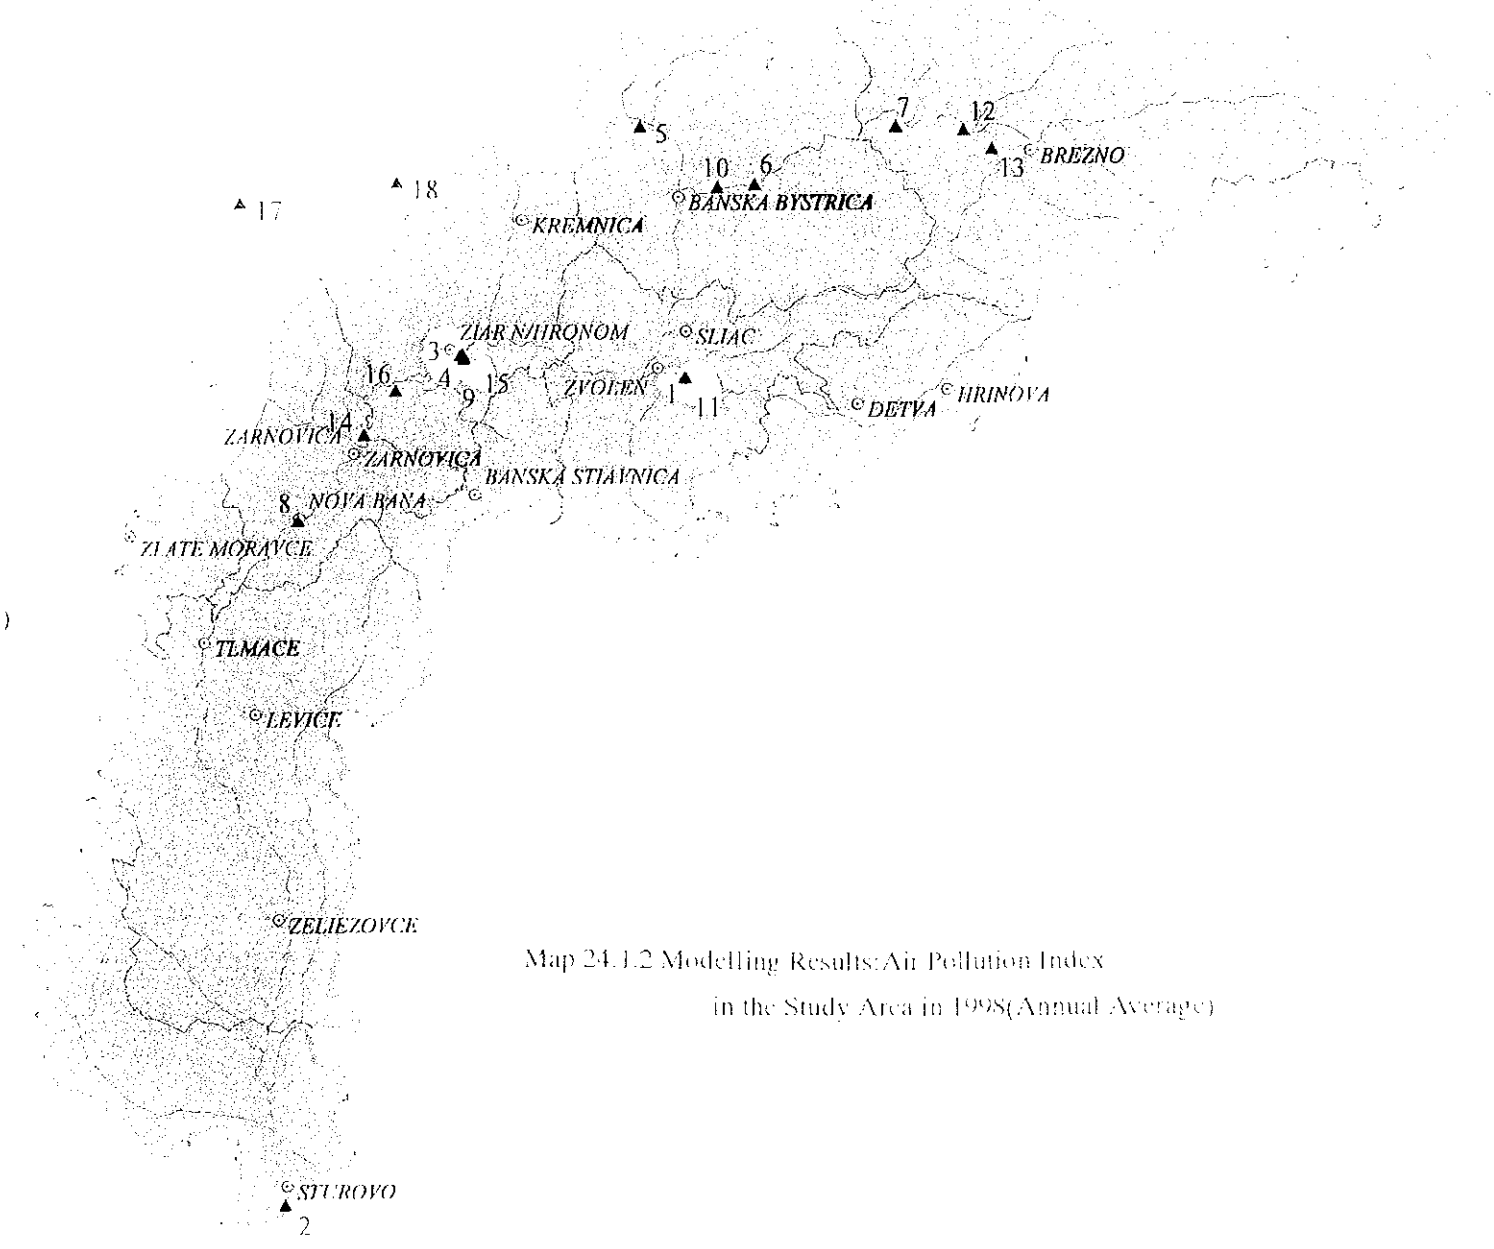 7
12
5
BREZNO
13
10
6
18
BANSKA BYSTRICA
17
KREMNICA
ZIAR N/HRONOM
SLIAC
3
16
4
15
ZVOLEN
1
HRINOVA
9
11
DETVA
14
ZARNOVICA
ZARNOVICA
BANSKA STIAVNICA
8
NOVA BANA
ZLATE MORAVCE
)
TLMACE
LEVICE
ZELIEZOVCE
Map 24.1.2 Modelling Results:Air Pollution Index
in the Study Area in 1998(Annual Average)
STUROVO
2